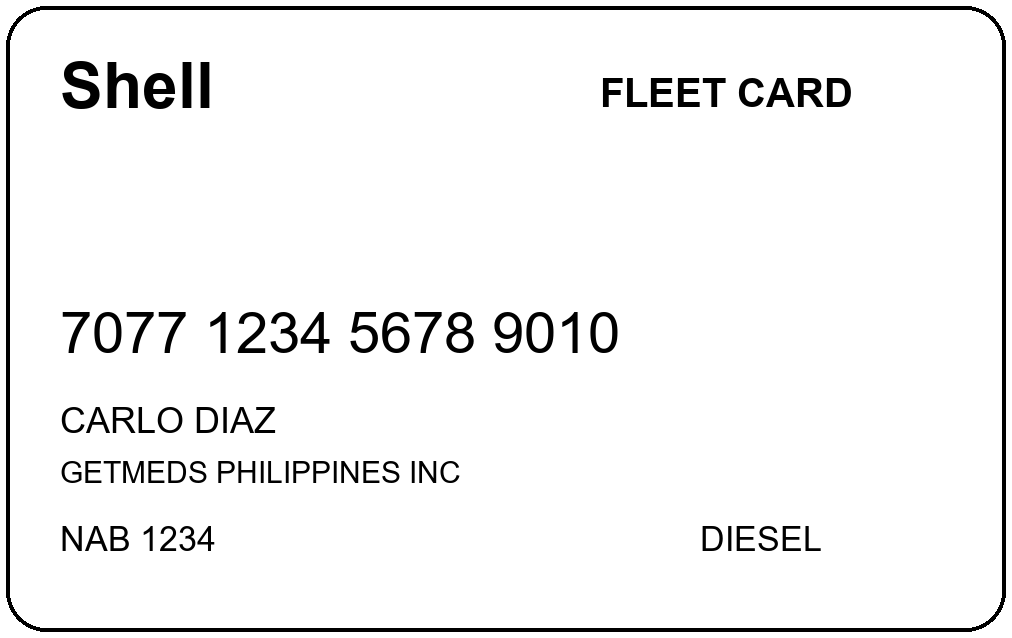 Shell
FLEET CARD
7077 1234 5678 9010
CARLO DIAZ
GETMEDS PHILIPPINES INC
NAB 1234
DIESEL